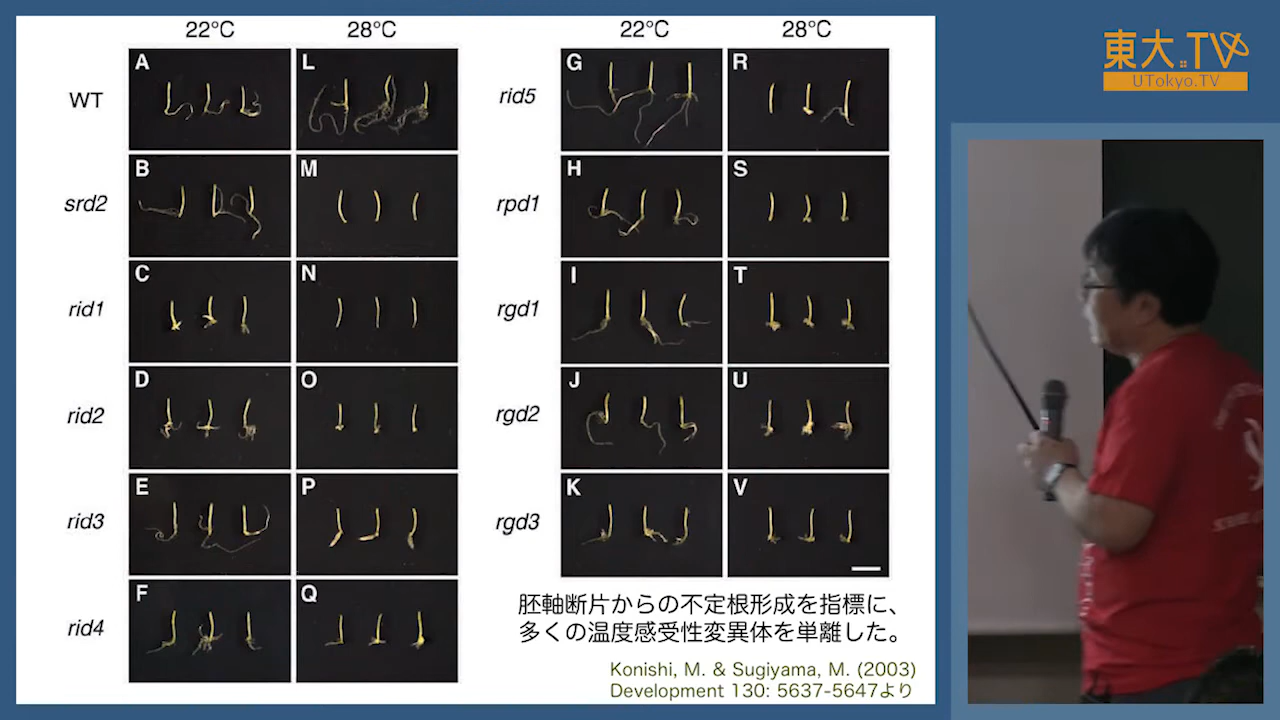 22°C 28°C
WT A L
srd2 B M
rid1 C N
rid2 D O
rid3 E P
rid4 F Q
22°C 28°C
rid5 G R
rpd1 H S
rgd1 I T
rgd2 J U
rgd3 K V
胚軸断片からの不定根形成を指標に、
多くの温度感受性変異体を単離した。
Konishi, M. & Sugiyama, M. (2003)
Development 130: 5637-5647より
東大.TV
UTokyo.TV